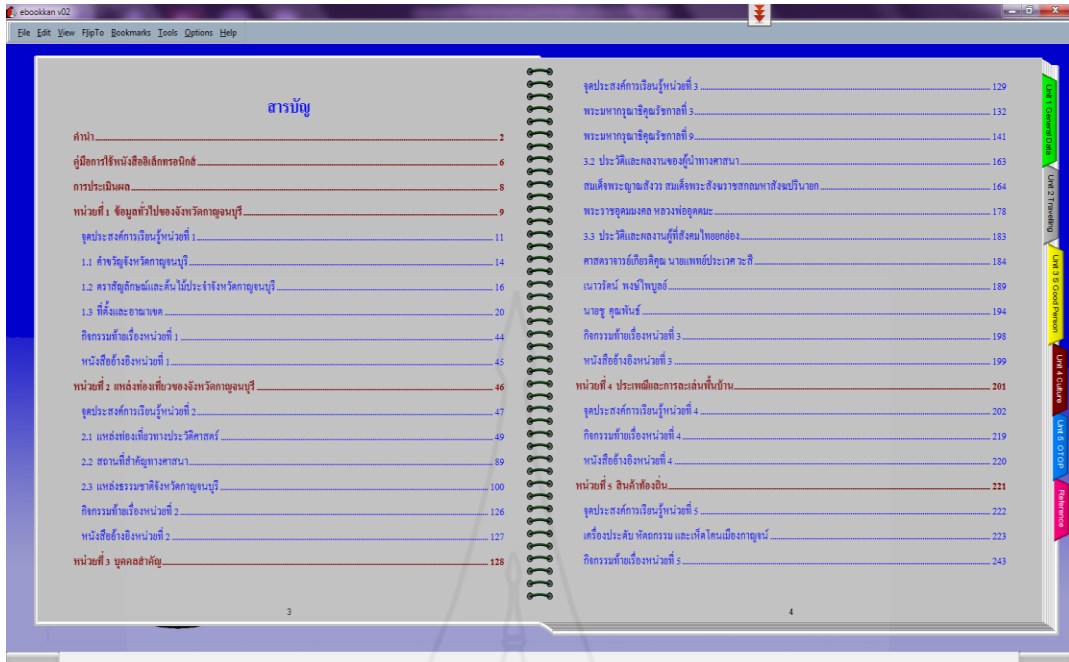 ebookkan v02
File Edit View FlipTo Bookmarks Tools Options Help
สารบัญ
คำนำ 2
คู่มือการใช้หนังสืออิเล็กทรอนิกส์ 6
การประเมินผล 8
หน่วยที่ 1 ข้อมูลทั่วไปของจังหวัดกาญจนบุรี 9
จุดประสงค์การเรียนรู้หน่วยที่ 1 11
1.1 คำขวัญจังหวัดกาญจนบุรี 14
1.2 ตราสัญลักษณ์และต้นไม้ประจำจังหวัดกาญจนบุรี 16
1.3 ที่ตั้งและอาณาเขต 20
กิจกรรมท้ายเรื่องหน่วยที่ 1 44
หนังสืออ้างอิงหน่วยที่ 1 45
หน่วยที่ 2 แหล่งท่องเที่ยวของจังหวัดกาญจนบุรี 46
จุดประสงค์การเรียนรู้หน่วยที่ 2 47
2.1 แหล่งท่องเที่ยวทางประวัติศาสตร์ 49
2.2 สถานที่สำคัญทางศาสนา 89
2.3 แหล่งธรรมชาติจังหวัดกาญจนบุรี 100
กิจกรรมท้ายเรื่องหน่วยที่ 2 126
หนังสืออ้างอิงหน่วยที่ 2 127
หน่วยที่ 3 บุคคลสำคัญ 128
3
จุดประสงค์การเรียนรู้หน่วยที่ 3 129
พระมหากรุณาธิคุณรัชกาลที่ 3 132
พระมหากรุณาธิคุณรัชกาลที่ 9 141
3.2 ประวัติและผลงานของผู้นำทางศาสนา 163
สมเด็จพระญาณสังวร สมเด็จพระสังฆราชสกลมหาสังฆปรินายก 164
พระราชอุดมมงคล หลวงพ่ออุตตมะ 178
3.3 ประวัติและผลงานผู้ที่สังคมไทยยกย่อง 183
ศาสตราจารย์เกียรติคุณ นายแพทย์ประเวศ วะสี 184
เนาวรัตน์ พงษ์ไพบูลย์ 189
นายชู คุณพันธ์ 194
กิจกรรมท้ายเรื่องหน่วยที่ 3 198
หนังสืออ้างอิงหน่วยที่ 3 199
หน่วยที่ 4 ประเพณีและการละเล่นพื้นบ้าน 201
จุดประสงค์การเรียนรู้หน่วยที่ 4 202
กิจกรรมท้ายเรื่องหน่วยที่ 4 219
หนังสืออ้างอิงหน่วยที่ 4 220
หน่วยที่ 5 สินค้าท้องถิ่น 221
จุดประสงค์การเรียนรู้หน่วยที่ 5 222
เครื่องประดับ หัตถกรรม และเห็ดโคนเมืองกาญจน์ 223
กิจกรรมท้ายเรื่องหน่วยที่ 5 243
4
Unit 1 General Data
Unit 2 Travelling
Unit 3 S Good Person
Unit 4 Culture
Unit 5 OTOP
Reference